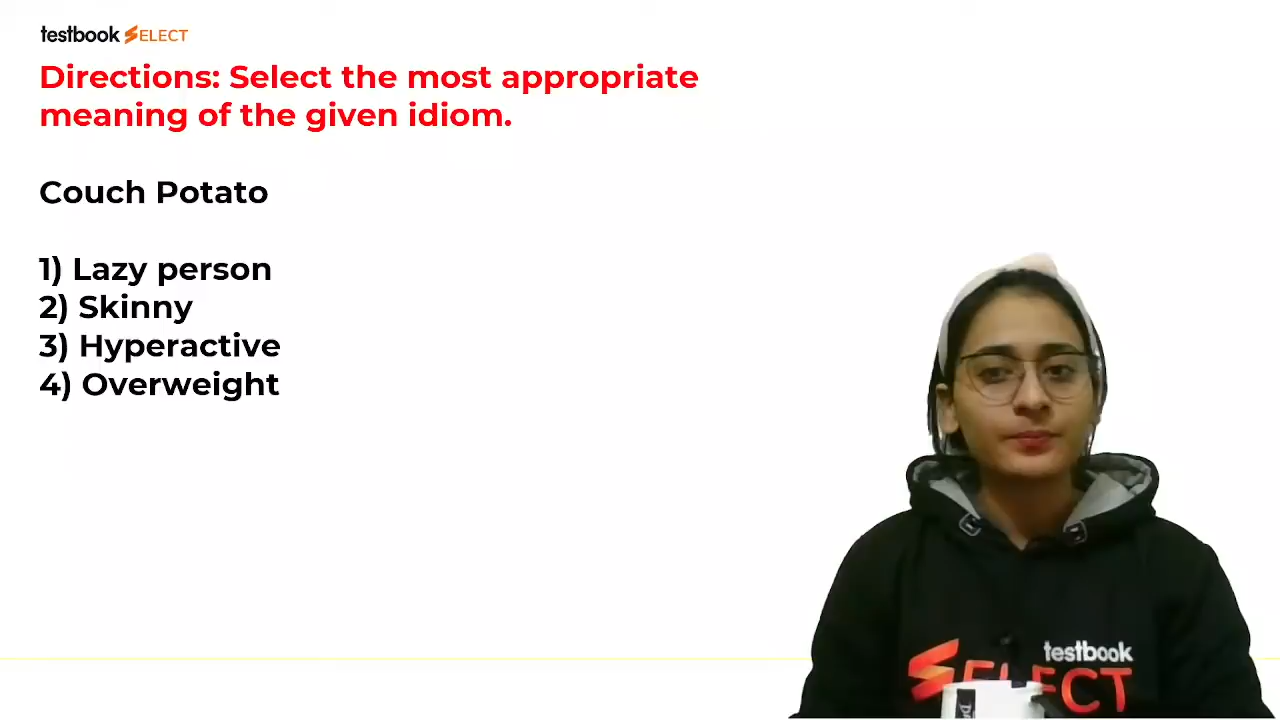 testbook SELECT
Directions: Select the most appropriate
meaning of the given idiom.
Couch Potato
1) Lazy person
2) Skinny
3) Hyperactive
4) Overweight
testbook
SELECT